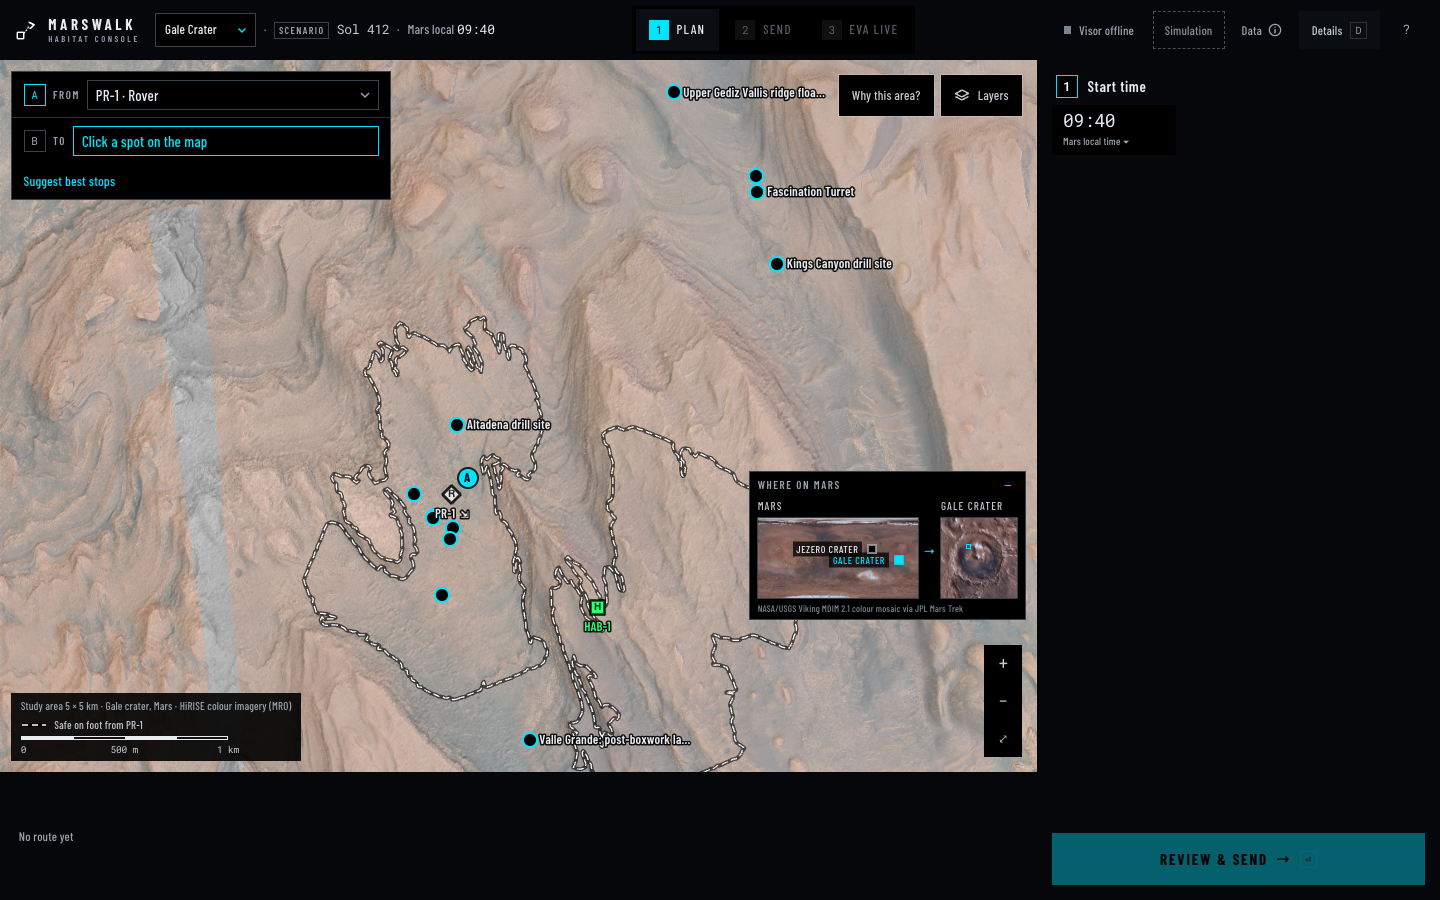 MARSWALK
HABITAT CONSOLE
Gale Crater
· SCENARIO Sol 412 · Mars local 09:40
1 PLAN
2 SEND
3 EVA LIVE
Visor offline
Simulation
Data
Details D
?
A FROM PR-1 · Rover
B TO Click a spot on the map
Suggest best stops
Upper Gediz Vallis ridge floa...
Why this area?
Layers
1 Start time
09:40
Mars local time
Fascination Turret
Kings Canyon drill site
Altadena drill site
A
PR-1
WHERE ON MARS
MARS
GALE CRATER
JEZERO CRATER
GALE CRATER
NASA/USGS Viking MDIM 2.1 colour mosaic via JPL Mars Trek
H
HAB-1
Valle Grande: post-boxwork la...
Study area 5 × 5 km · Gale crater, Mars · HiRISE colour imagery (MRO)
Safe on foot from PR-1
0 500 m 1 km
+
−
No route yet
REVIEW & SEND →